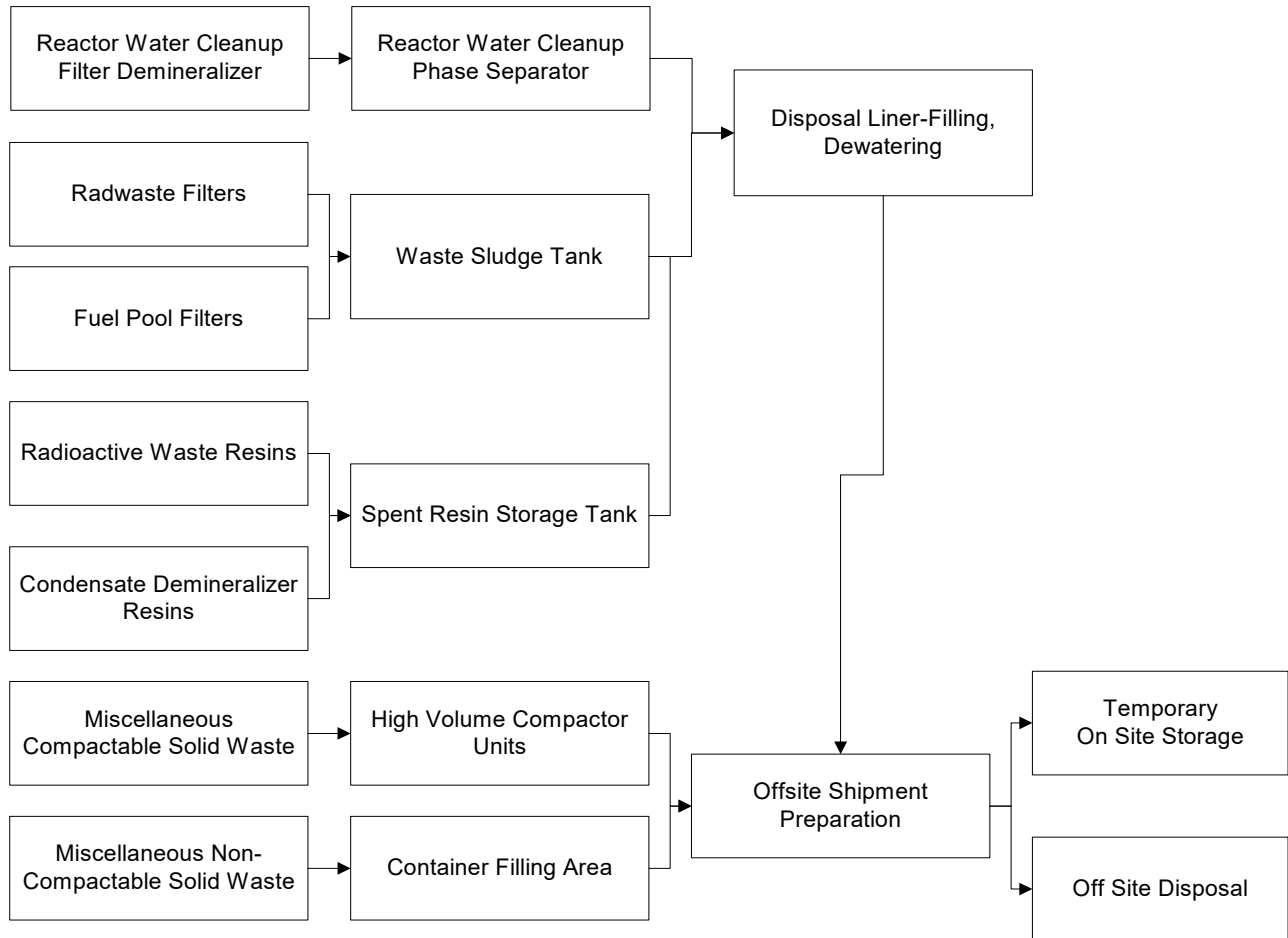 Reactor Water Cleanup
Filter Demineralizer
Reactor Water Cleanup
Phase Separator
Disposal Liner-Filling,
Dewatering
Radwaste Filters
Waste Sludge Tank
Fuel Pool Filters
Radioactive Waste Resins
Spent Resin Storage Tank
Condensate Demineralizer
Resins
Miscellaneous
Compactable Solid Waste
High Volume Compactor
Units
Temporary
On Site Storage
Offsite Shipment
Preparation
Miscellaneous Non-
Compactable Solid Waste
Container Filling Area
Off Site Disposal